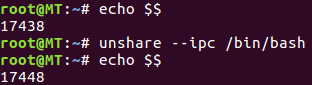 root@MT:~# echo $$
17438
root@MT:~# unshare --ipc /bin/bash
root@MT:~# echo $$
17448